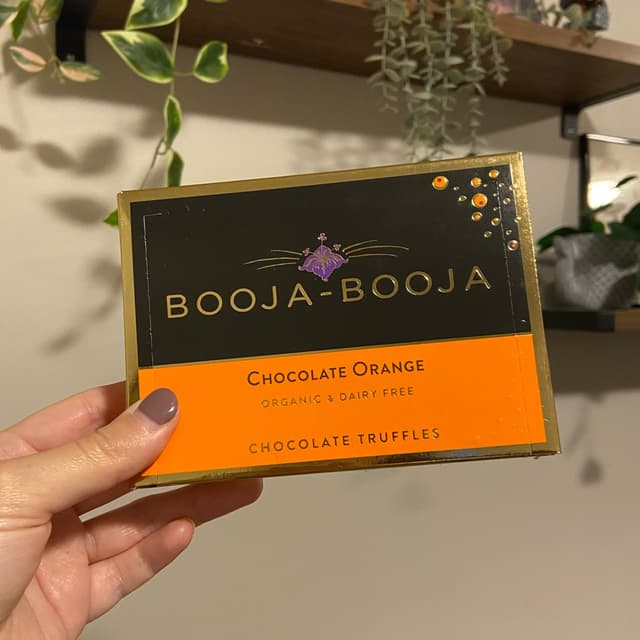 BOOJA-BOOJA
CHOCOLATE ORANGE
ORGANIC & DAIRY FREE
CHOCOLATE TRUFFLES